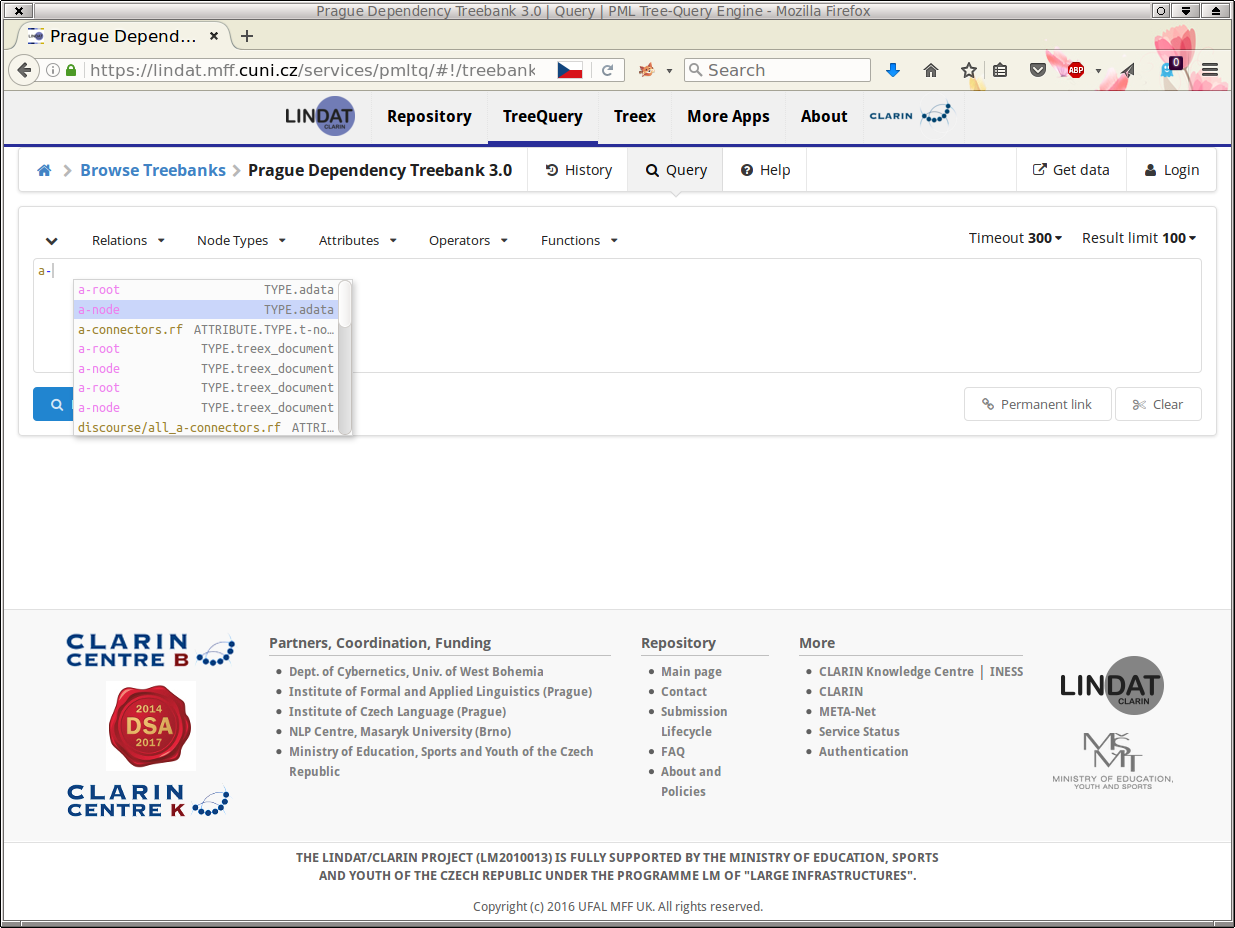 Prague Dependency Treebank 3.0 | Query | PML Tree-Query Engine - Mozilla Firefox
Prague Depend...
https://lindat.mff.cuni.cz/services/pmltq/#!/treebank
Search
ABP
0
LINDAT CLARIN
Repository
TreeQuery
Treex
More Apps
About
CLARIN
Browse Treebanks
Prague Dependency Treebank 3.0
History
Query
Help
Get data
Login
Relations
Node Types
Attributes
Operators
Functions
Timeout 300
Result limit 100
a-
a-root TYPE.adata
a-node TYPE.adata
a-connectors.rf ATTRIBUTE.TYPE.t-no…
a-root TYPE.treex_document
a-node TYPE.treex_document
a-root TYPE.treex_document
a-node TYPE.treex_document
discourse/all_a-connectors.rf ATTRI…
Permanent link
Clear
CLARIN
CENTRE B
2014
DSA
2017
CLARIN
CENTRE K
Partners, Coordination, Funding
Dept. of Cybernetics, Univ. of West Bohemia
Institute of Formal and Applied Linguistics (Prague)
Institute of Czech Language (Prague)
NLP Centre, Masaryk University (Brno)
Ministry of Education, Sports and Youth of the Czech
Republic
Repository
Main page
Contact
Submission
Lifecycle
FAQ
About and
Policies
More
CLARIN Knowledge Centre | INESS
CLARIN
META-Net
Service Status
Authentication
LINDAT
CLARIN
MŠMT
MINISTRY OF EDUCATION,
YOUTH AND SPORTS
THE LINDAT/CLARIN PROJECT (LM2010013) IS FULLY SUPPORTED BY THE MINISTRY OF EDUCATION, SPORTS
AND YOUTH OF THE CZECH REPUBLIC UNDER THE PROGRAMME LM OF "LARGE INFRASTRUCTURES".
Copyright (c) 2016 UFAL MFF UK. All rights reserved.